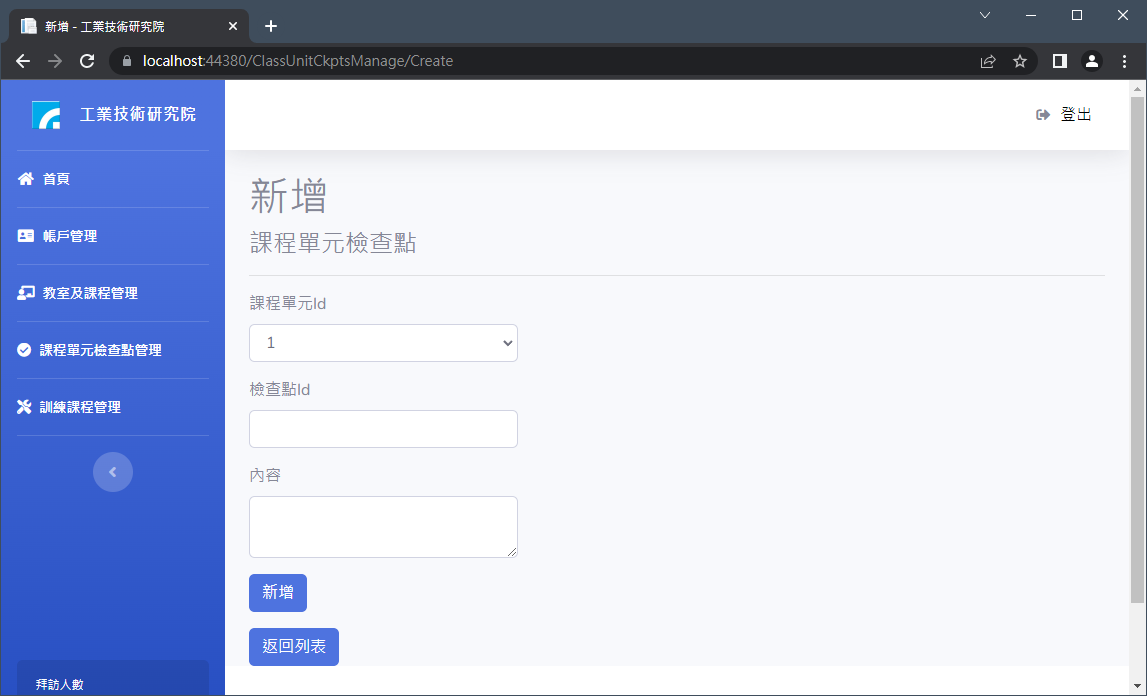 新增 - 工業技術研究院
localhost:44380/ClassUnitCkptsManage/Create
工業技術研究院
登出
首頁
帳戶管理
教室及課程管理
課程單元檢查點管理
訓練課程管理
拜訪人數
新增
課程單元檢查點
課程單元Id
1
檢查點Id
內容
新增
返回列表